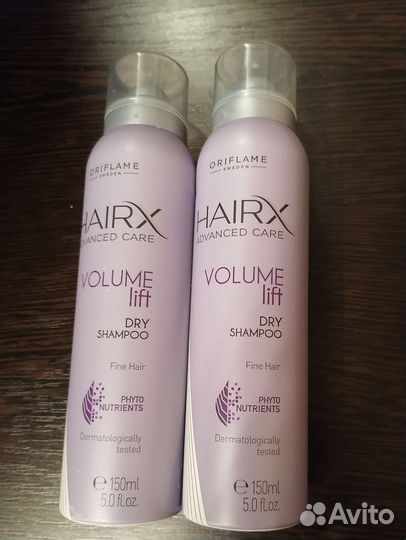 ORIFLAME
SWEDEN
HAIRX
ADVANCED CARE
VOLUME
lift
DRY
SHAMPOO
Fine Hair
PHYTO
NUTRIENTS
Dermatologically
tested
℮ 150ml
5.0 fl.oz.
ORIFLAME
SWEDEN
HAIRX
ADVANCED CARE
VOLUME
lift
DRY
SHAMPOO
Fine Hair
PHYTO
NUTRIENTS
Dermatologically
tested
℮ 150ml
5.0 fl.oz.
Avito